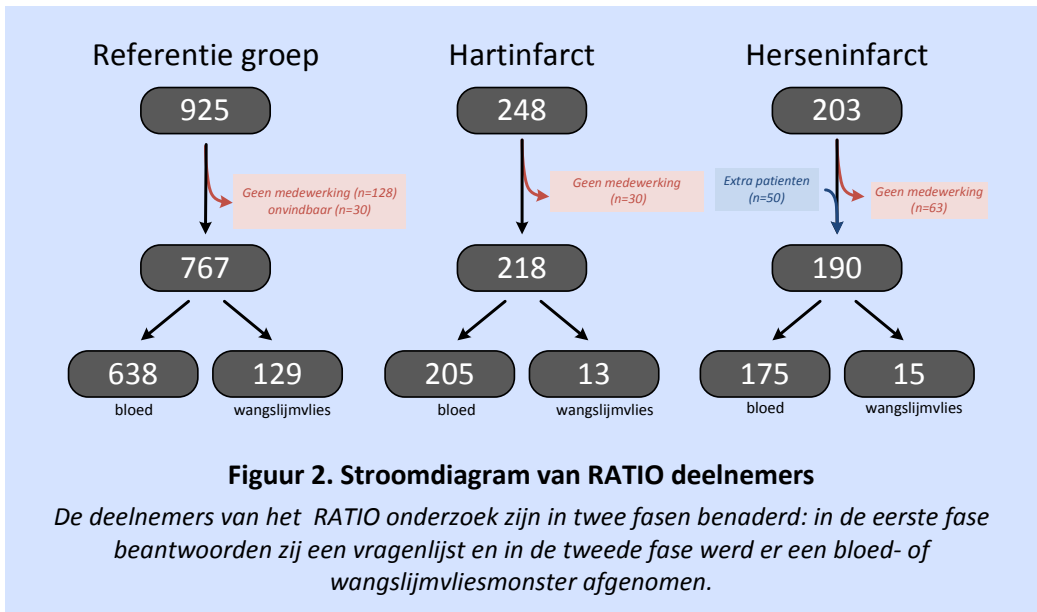 Referentie groep
Hartinfarct
Herseninfarct
925
248
203
Geen medewerking (n=128)
onvindbaar (n=30)
Geen medewerking
(n=30)
Extra patienten
(n=50)
Geen medewerking
(n=63)
767
218
190
638
129
205
13
175
15
bloed
wangslijmvlies
bloed
wangslijmvlies
bloed
wangslijmvlies
Figuur 2. Stroomdiagram van RATIO deelnemers
De deelnemers van het RATIO onderzoek zijn in twee fasen benaderd: in de eerste fase
beantwoorden zij een vragenlijst en in de tweede fase werd er een bloed- of
wangslijmvliesmonster afgenomen.